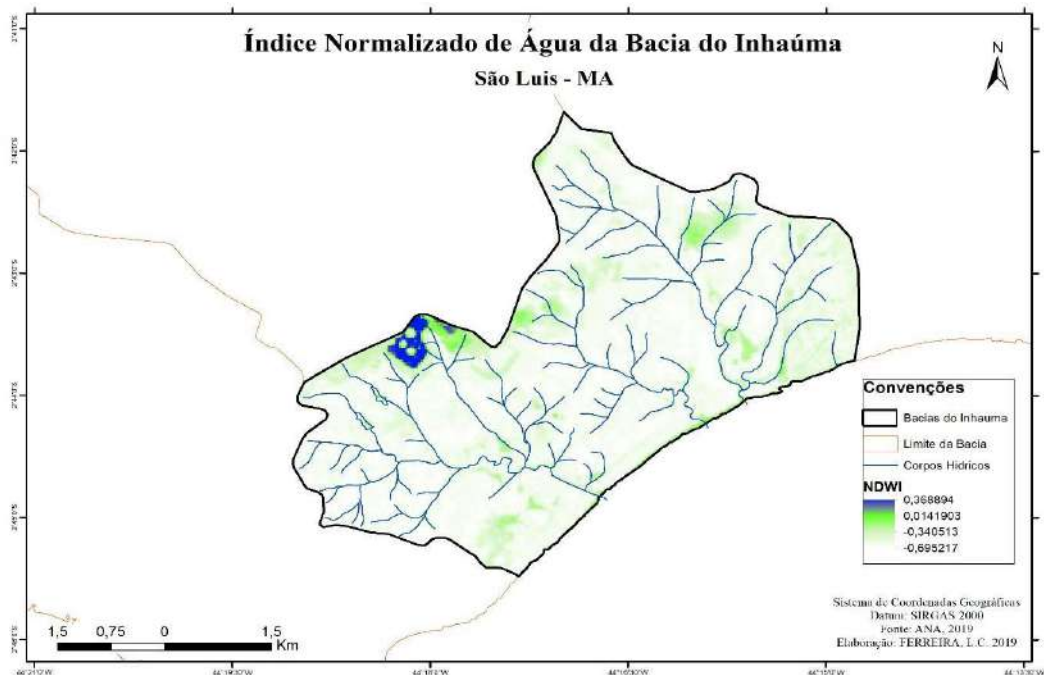 Índice Normalizado de Água da Bacia do Inhaúma
São Luis - MA
N
Convenções
Bacias do Inhauma
Limite da Bacia
Corpos Hídricos
NDWI
0,368894
0,0141903
-0,340513
-0,695217
Sistema de Coordenadas Geográficas
Datum: SIRGAS 2000
Fonte: ANA, 2019
Elaboração: FERREIRA, L.C. 2019
1,5 0,75 0 1,5
Km